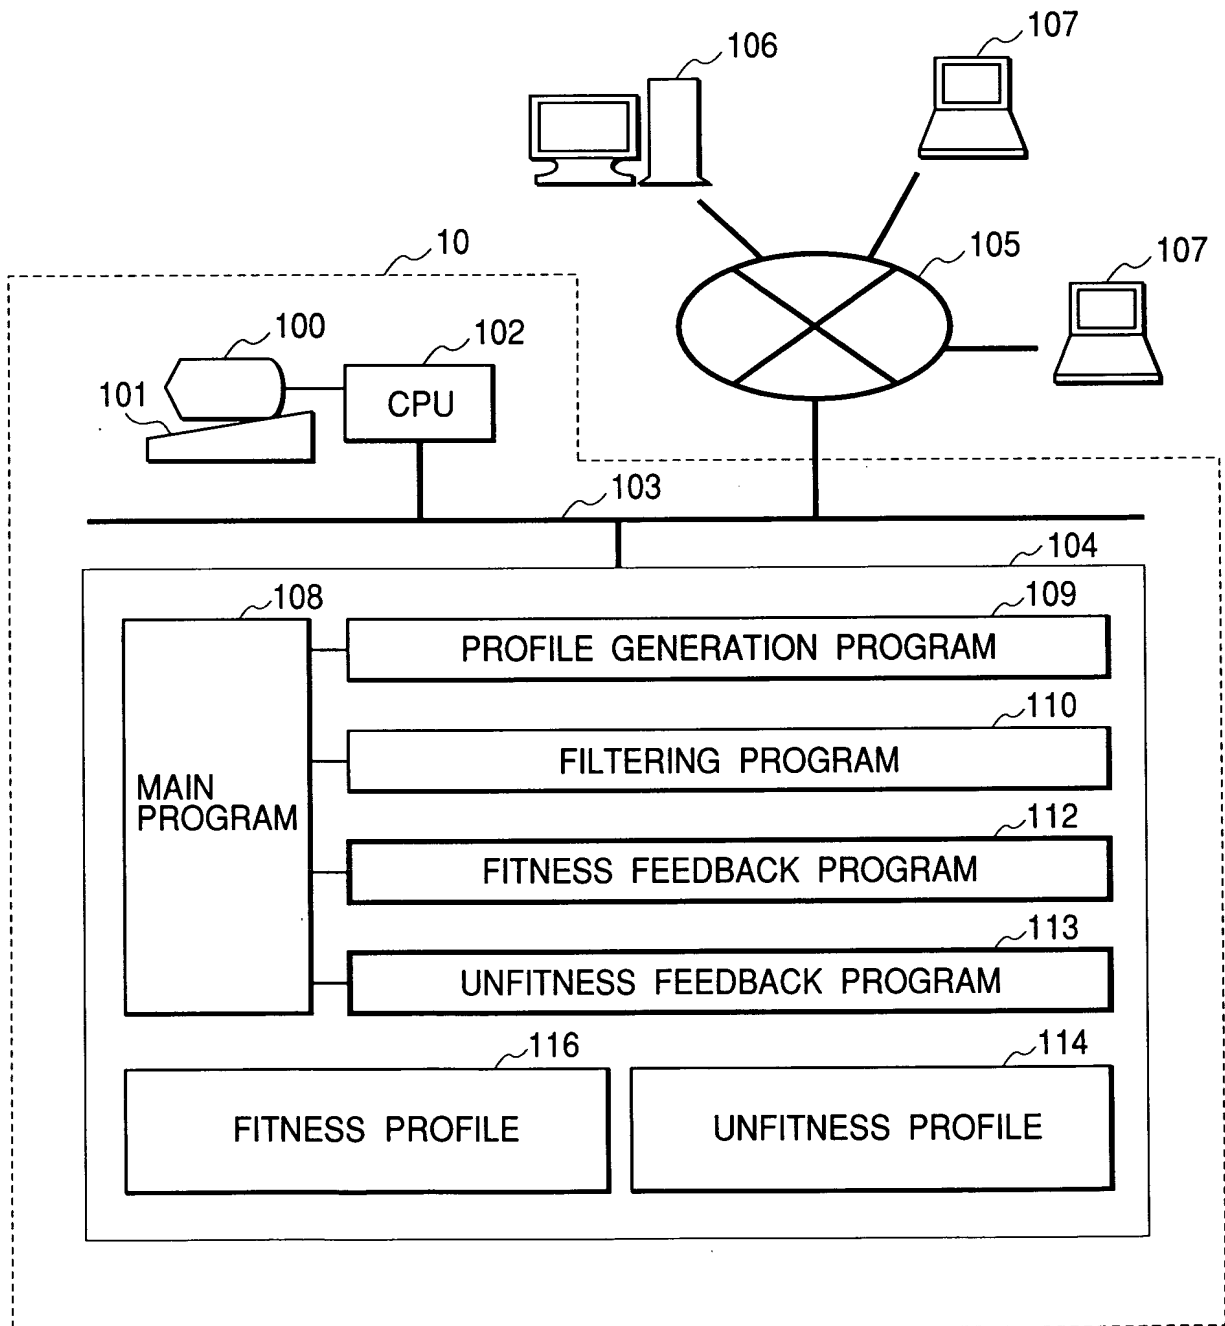 107
106
105
107
10
100
102
101
CPU
103
104
108
109
PROFILE GENERATION PROGRAM
110
FILTERING PROGRAM
MAIN
PROGRAM
112
FITNESS FEEDBACK PROGRAM
113
UNFITNESS FEEDBACK PROGRAM
116
114
FITNESS PROFILE
UNFITNESS PROFILE